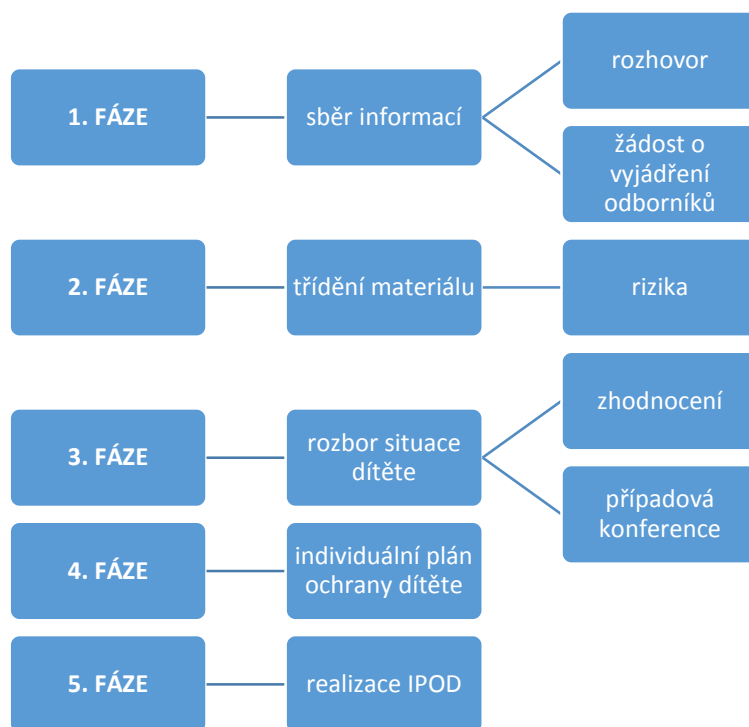 1. FÁZE
sběr informací
rozhovor
žádost o
vyjádření
odborníků
2. FÁZE
třídění materiálu
rizika
3. FÁZE
rozbor situace
dítěte
zhodnocení
případová
konference
4. FÁZE
individuální plán
ochrany dítěte
5. FÁZE
realizace IPOD